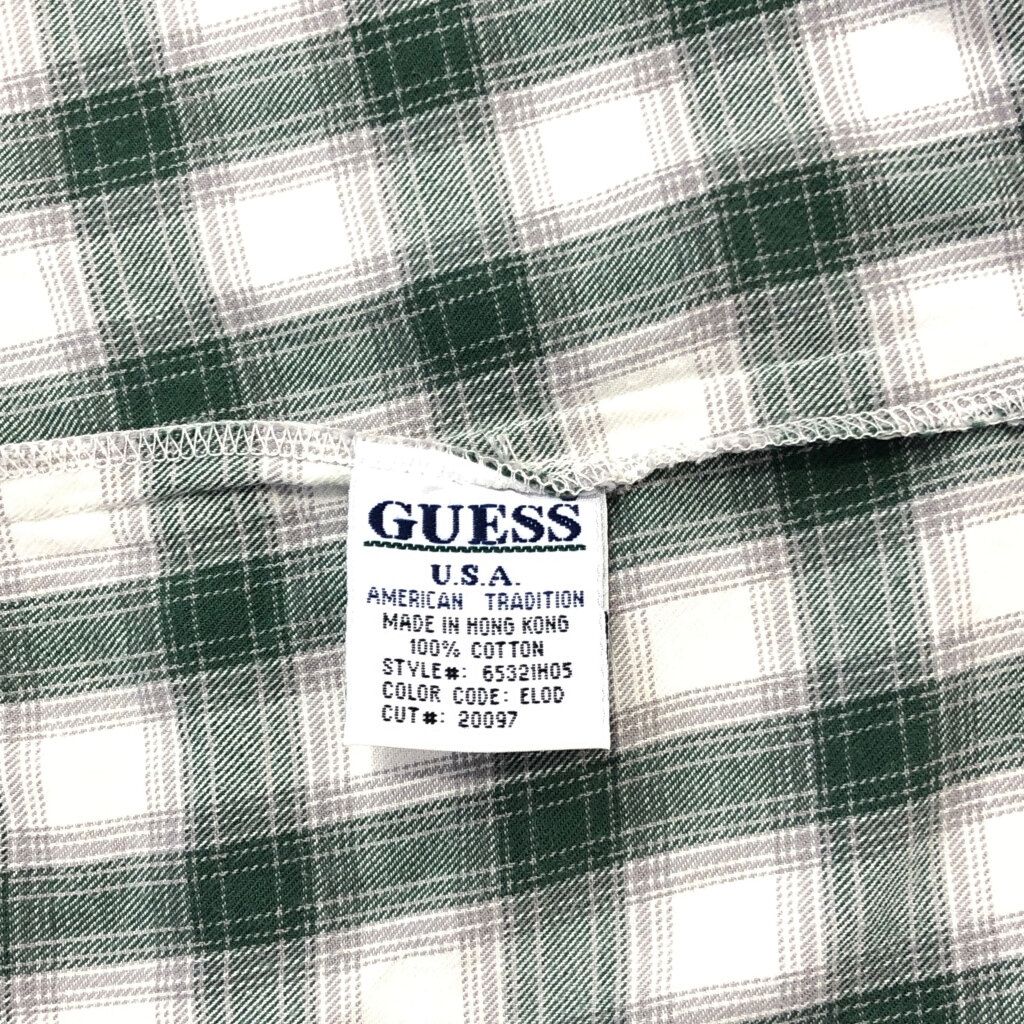 GUESS
U.S.A.
AMERICAN TRADITION
MADE IN HONG KONG
100% COTTON
STYLE#: 65321H05
COLOR CODE: ELOD
CUT#: 20097